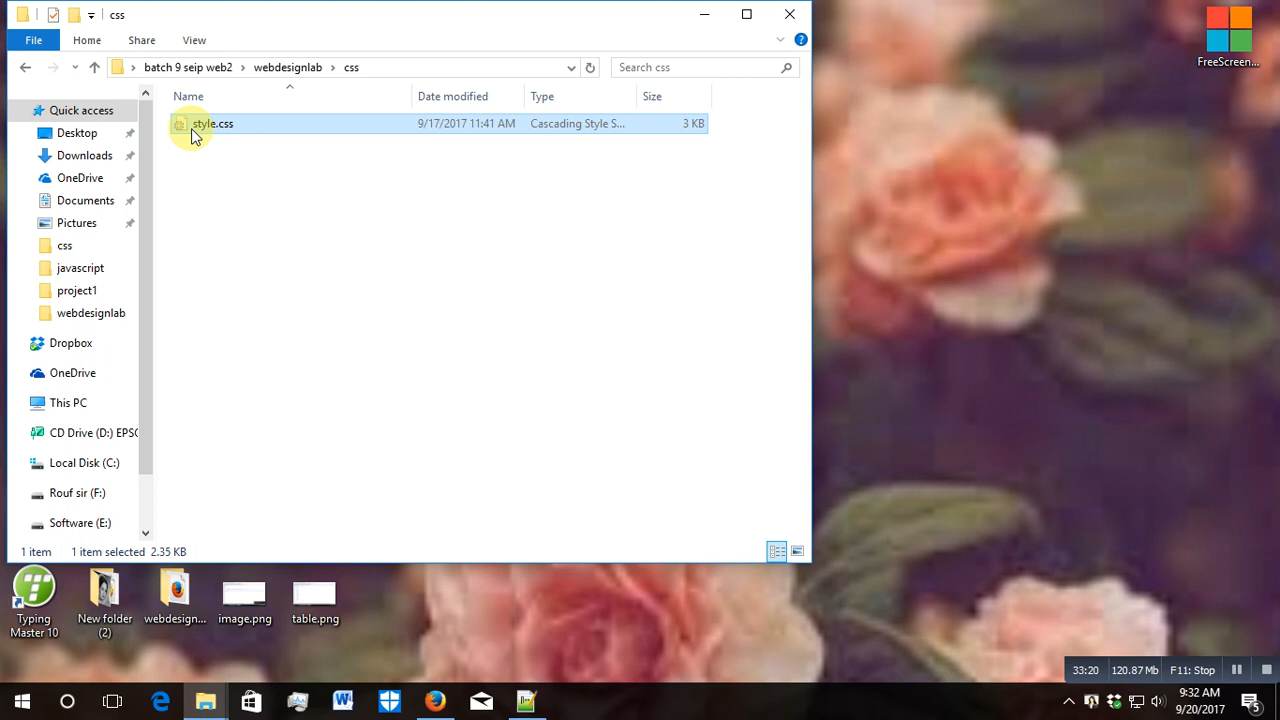 css
File Home Share View
batch 9 seip web2 webdesignlab css Search css
Name Date modified Type Size
style.css 9/17/2017 11:41 AM Cascading Style S... 3 KB
Quick access
Desktop
Downloads
OneDrive
Documents
Pictures
css
javascript
project1
webdesignlab
Dropbox
OneDrive
This PC
CD Drive (D:) EPSO
Local Disk (C:)
Rouf sir (F:)
Software (E:)
1 item 1 item selected 2.35 KB
FreeScreen...
Typing Master 10
New folder (2)
webdesign...
image.png
table.png
33:20 120.87 Mb F11: Stop
9:32 AM
9/20/2017
5